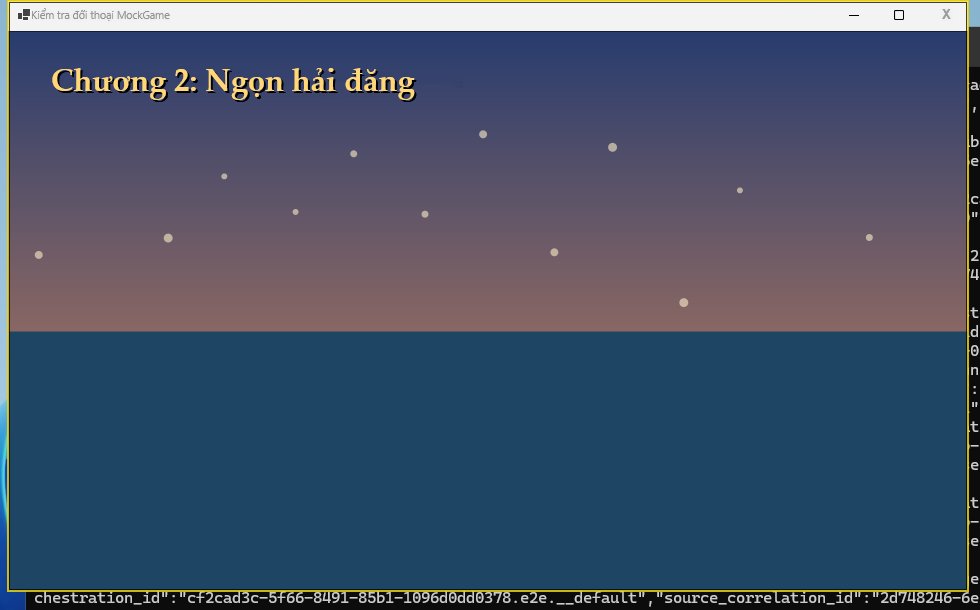 Kiểm tra đối thoại MockGame
Chương 2: Ngọn hải đăng
chestration_id":"cf2cad3c-5f66-8491-85b1-1096d0dd0378.e2e.__default","source_correlation_id":"2d748246-6